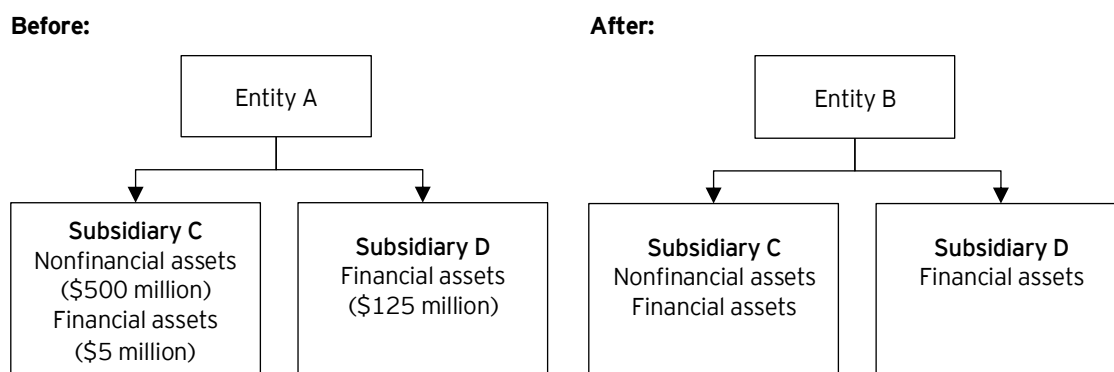 Before:
After:
Entity A
Entity B
Subsidiary C
Nonfinancial assets
($500 million)
Financial assets
($5 million)
Subsidiary D
Financial assets
($125 million)
Subsidiary C
Nonfinancial assets
Financial assets
Subsidiary D
Financial assets